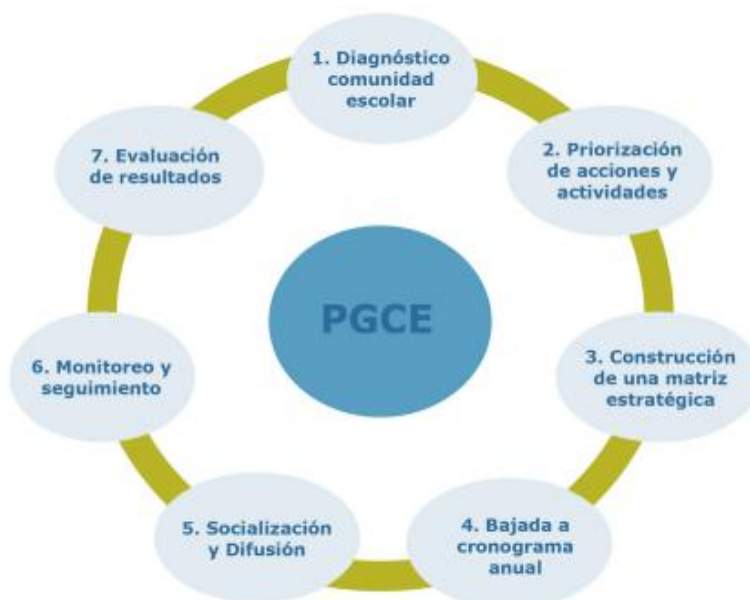 1. Diagnóstico
comunidad
escolar
2. Priorización
de acciones y
actividades
3. Construcción
de una matriz
estratégica
4. Bajada a
cronograma
anual
5. Socialización
y Difusión
6. Monitoreo y
seguimiento
7. Evaluación
de resultados
PGCE